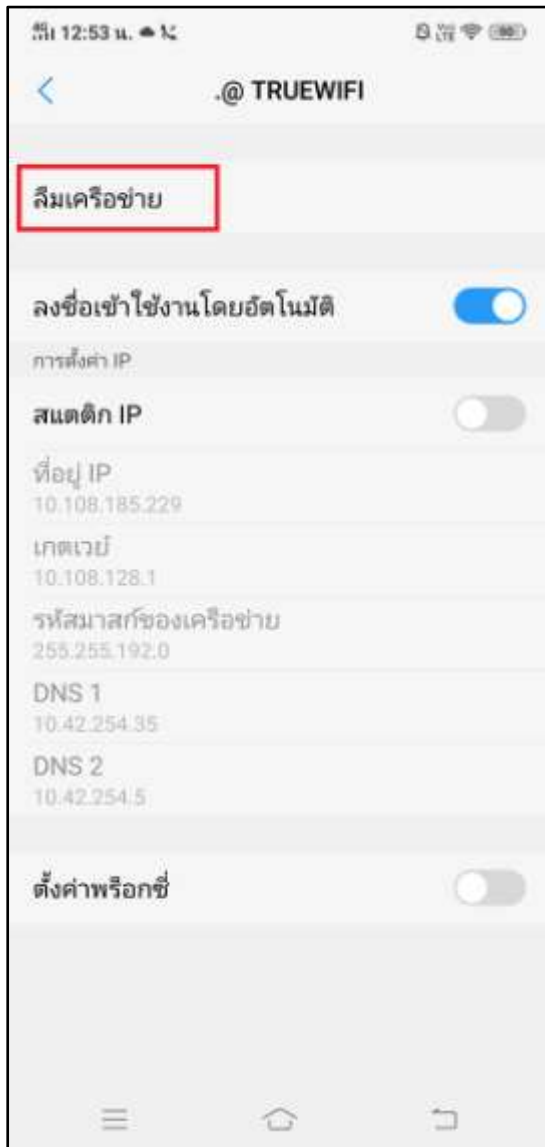 12:53 น.
.@ TRUEWIFI
ลืมเครือข่าย
ลงชื่อเข้าใช้งานโดยอัตโนมัติ
การตั้งค่า IP
สแตติก IP
ที่อยู่ IP
10.108.185.229
เกตเวย์
10.108.128.1
รหัสมาสก์ของเครือข่าย
255.255.192.0
DNS 1
10.42.254.35
DNS 2
10.42.254.5
ตั้งค่าพร็อกซี่